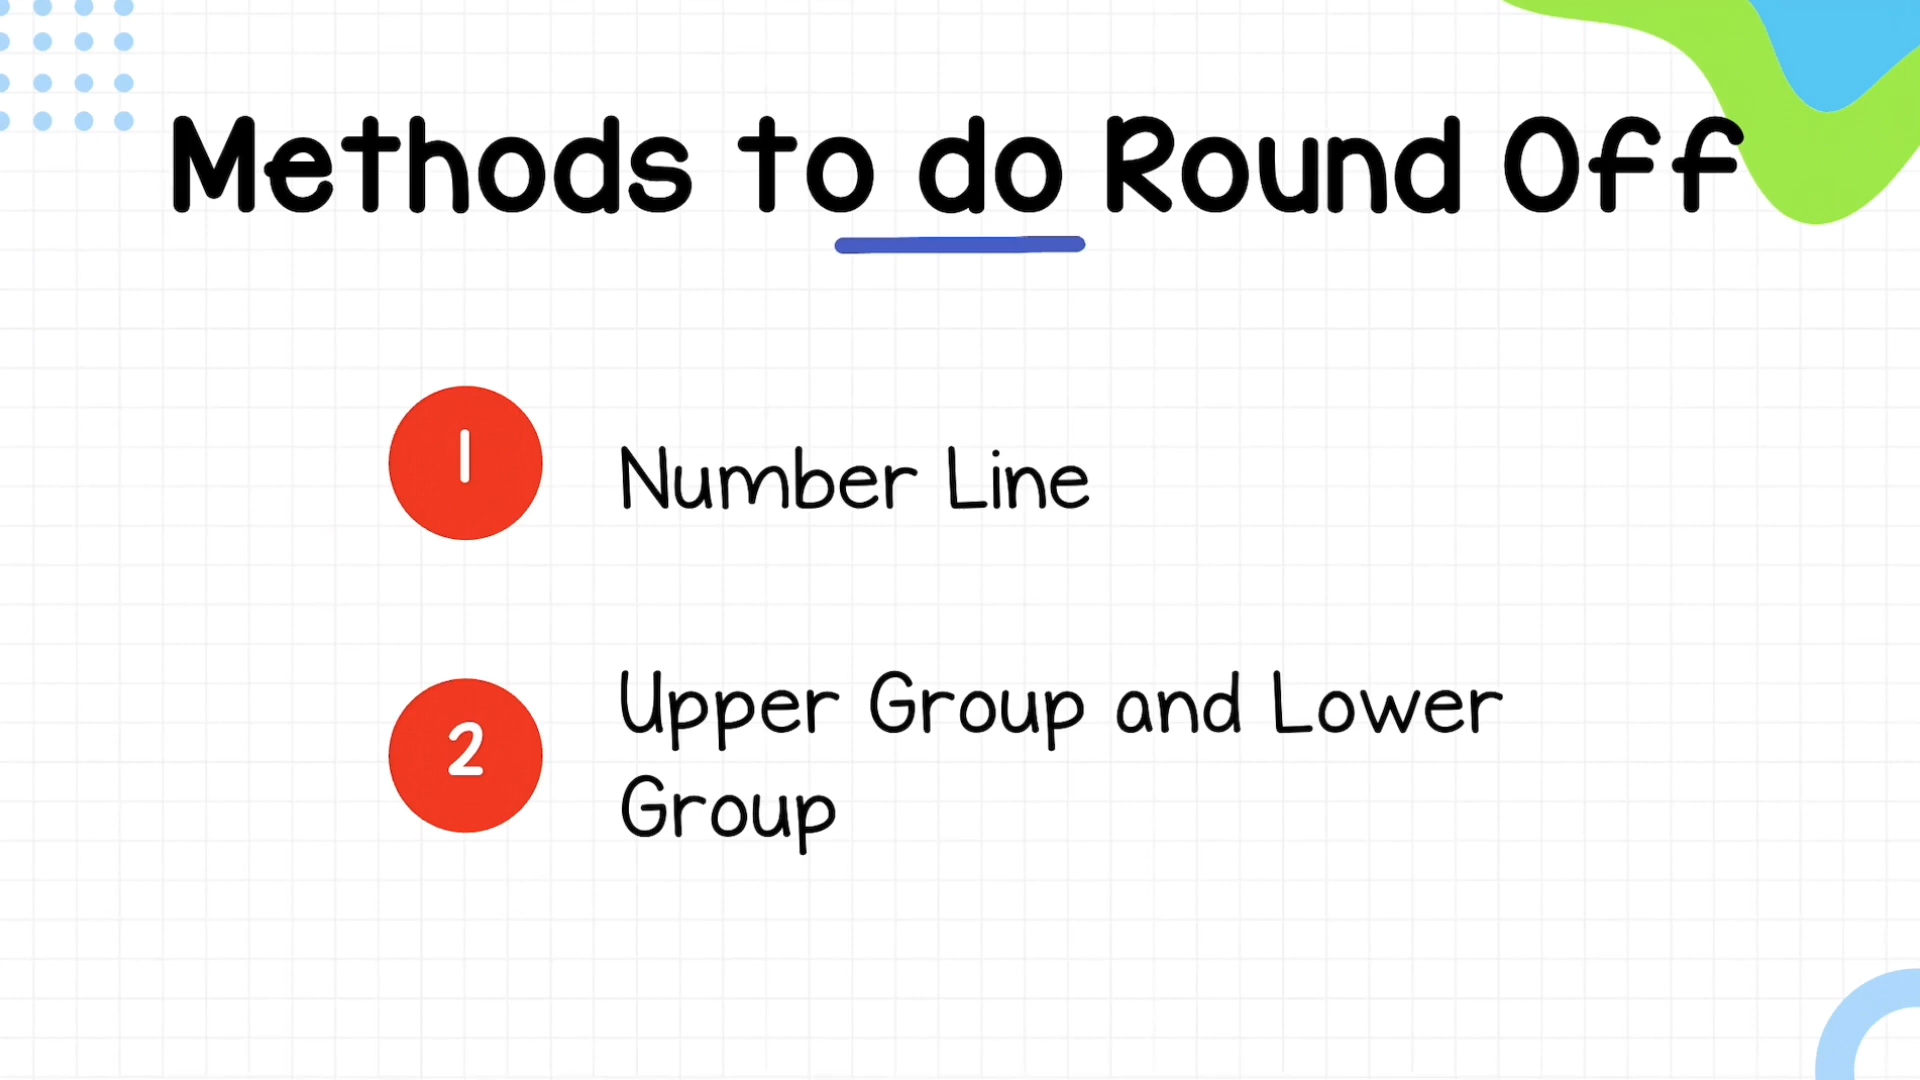 Methods to do Round Off
1
Number Line
2
Upper Group and Lower
Group